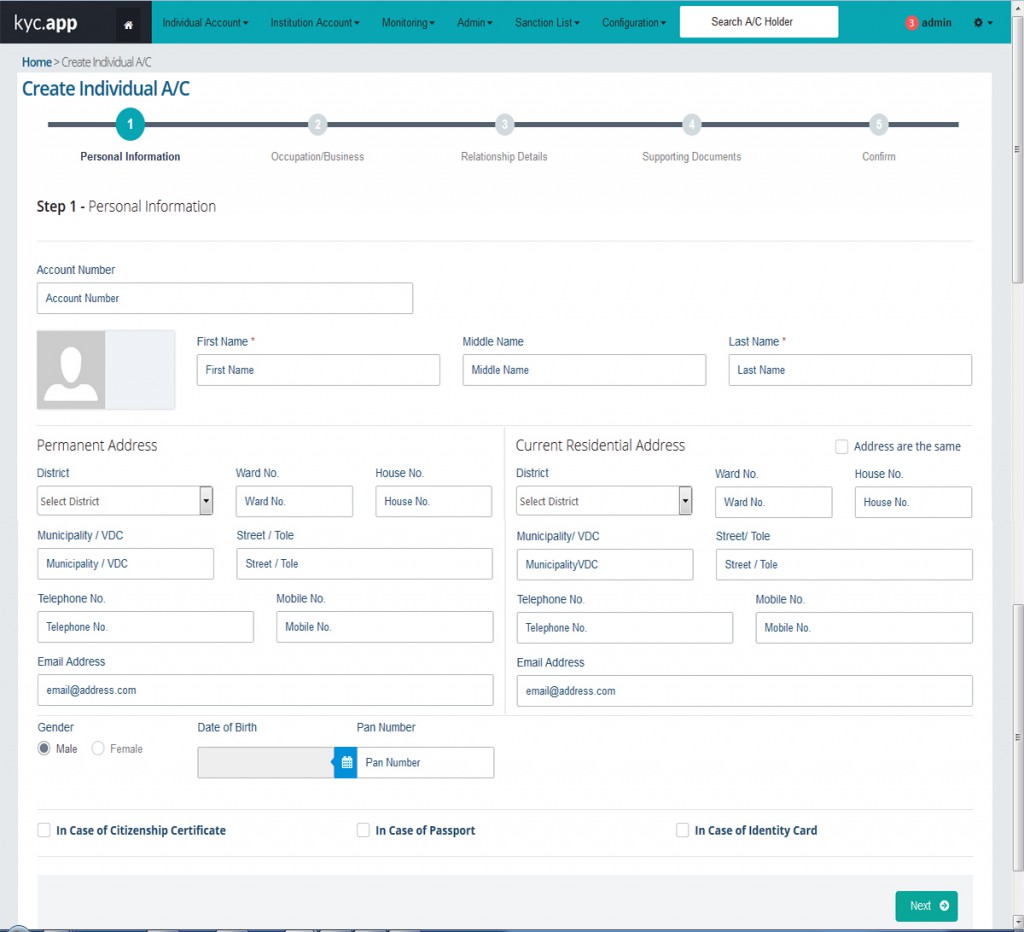 kyc.app Individual Account Institution Account Monitoring Admin Sanction List Configuration Search A/C Holder 3 admin
Home > Create Individual A/C
Create Individual A/C
1 2 3 4 5
Personal Information Occupation/Business Relationship Details Supporting Documents Confirm
Step 1 - Personal Information
Account Number
Account Number
First Name * Middle Name Last Name *
First Name Middle Name Last Name
Permanent Address
District Ward No. House No.
Select District Ward No. House No.
Municipality / VDC Street / Tole
Municipality / VDC Street / Tole
Telephone No. Mobile No.
Telephone No. Mobile No.
Email Address
email@address.com
Current Residential Address Address are the same
District Ward No. House No.
Select District Ward No. House No.
Municipality/ VDC Street/ Tole
MunicipalityVDC Street / Tole
Telephone No. Mobile No.
Telephone No. Mobile No.
Email Address
email@address.com
Gender Date of Birth Pan Number
Male Female Pan Number
In Case of Citizenship Certificate In Case of Passport In Case of Identity Card
Next